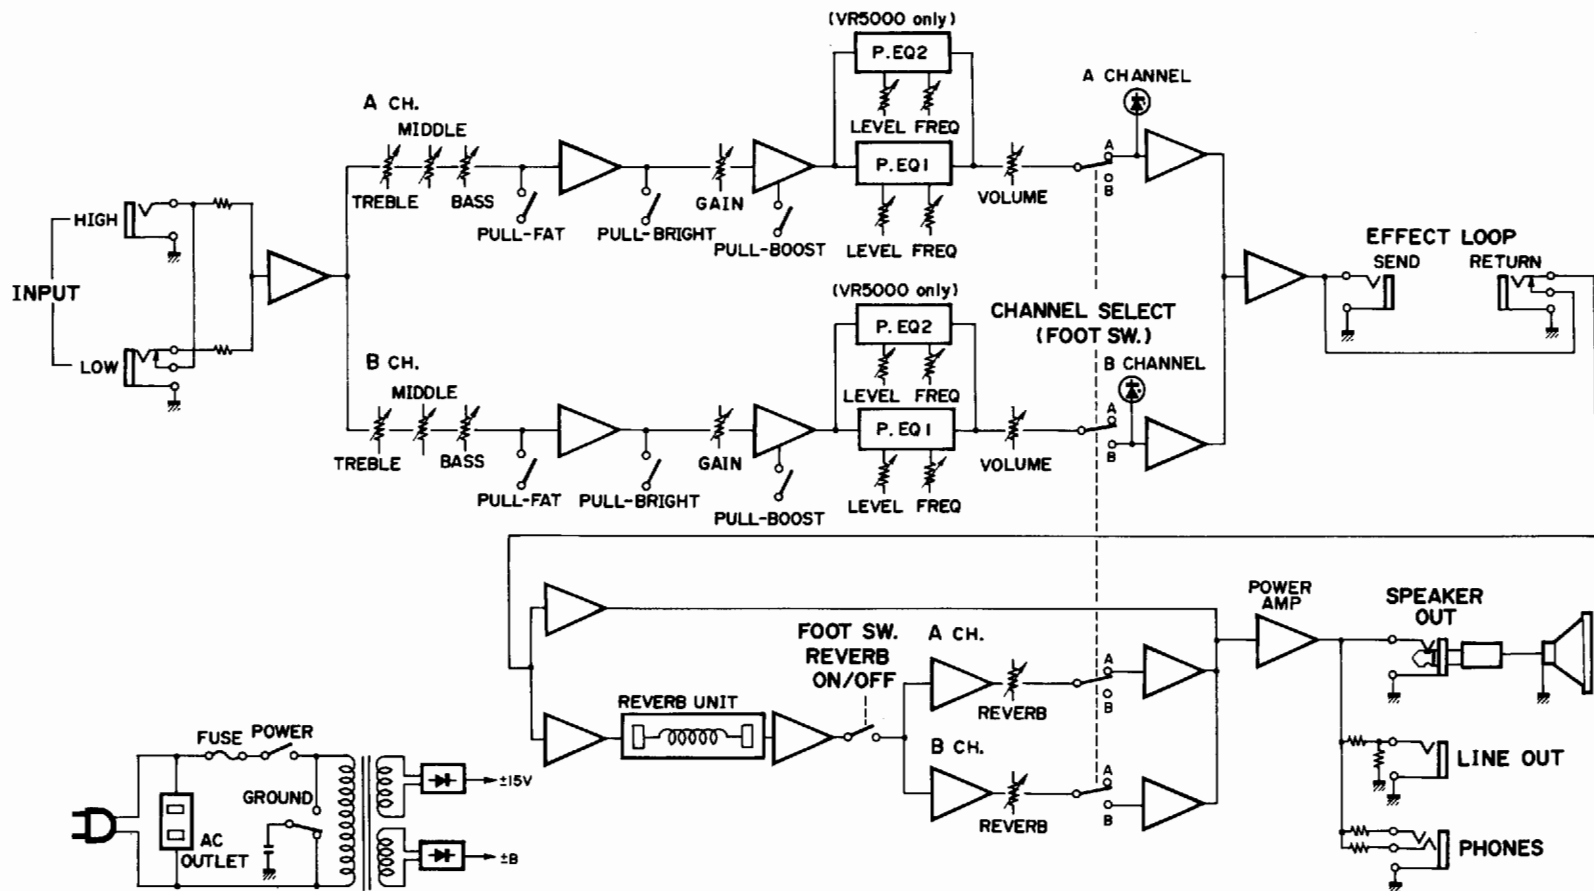 (VR5000 only)
P.EQ2
LEVEL FREQ
A CHANNEL
A CH.
MIDDLE
TREBLE
BASS
PULL-FAT
PULL-BRIGHT
GAIN
PULL-BOOST
P.EQ1
LEVEL FREQ
VOLUME
A
B
INPUT
HIGH
LOW
EFFECT LOOP
SEND
RETURN
CHANNEL SELECT
(FOOT SW.)
(VR5000 only)
P.EQ2
LEVEL FREQ
B CHANNEL
B CH.
MIDDLE
TREBLE
BASS
PULL-FAT
PULL-BRIGHT
GAIN
PULL-BOOST
P.EQ1
LEVEL FREQ
VOLUME
A
B
FOOT SW.
REVERB
ON/OFF
REVERB UNIT
A CH.
REVERB
A
B
B CH.
REVERB
A
B
POWER
AMP
SPEAKER
OUT
LINE OUT
PHONES
FUSE
POWER
GROUND
AC
OUTLET
±15V
±B